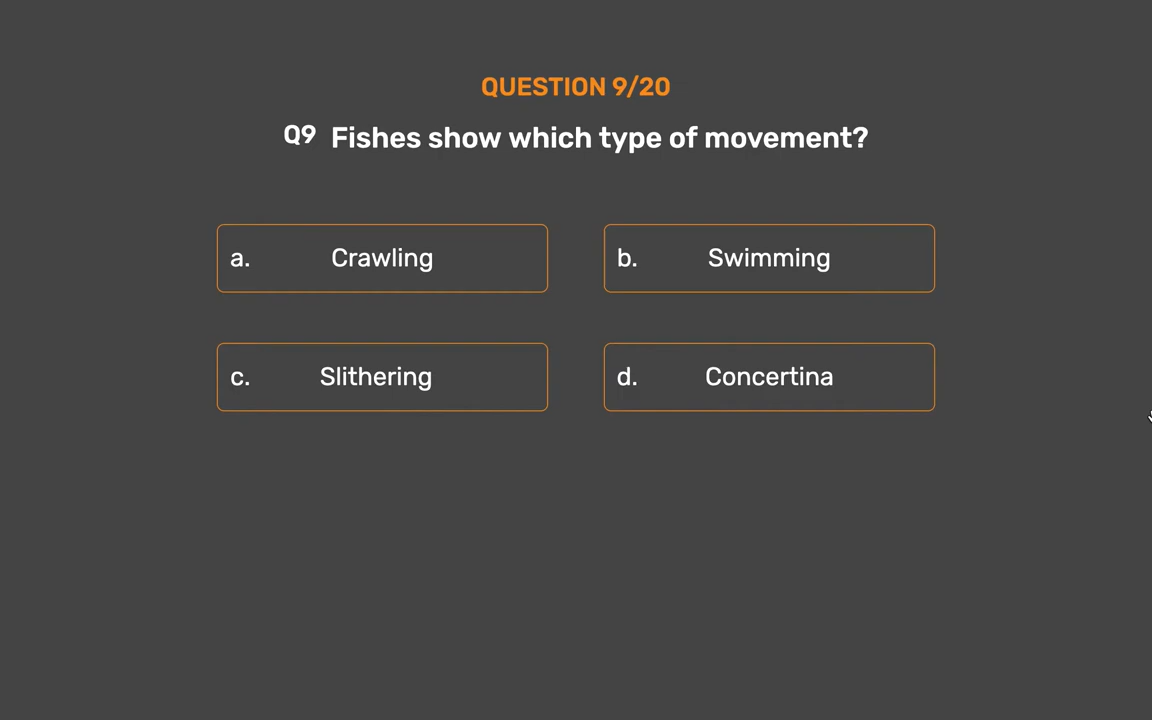 QUESTION 9/20
Q9 Fishes show which type of movement?
a. Crawling
b. Swimming
c. Slithering
d. Concertina